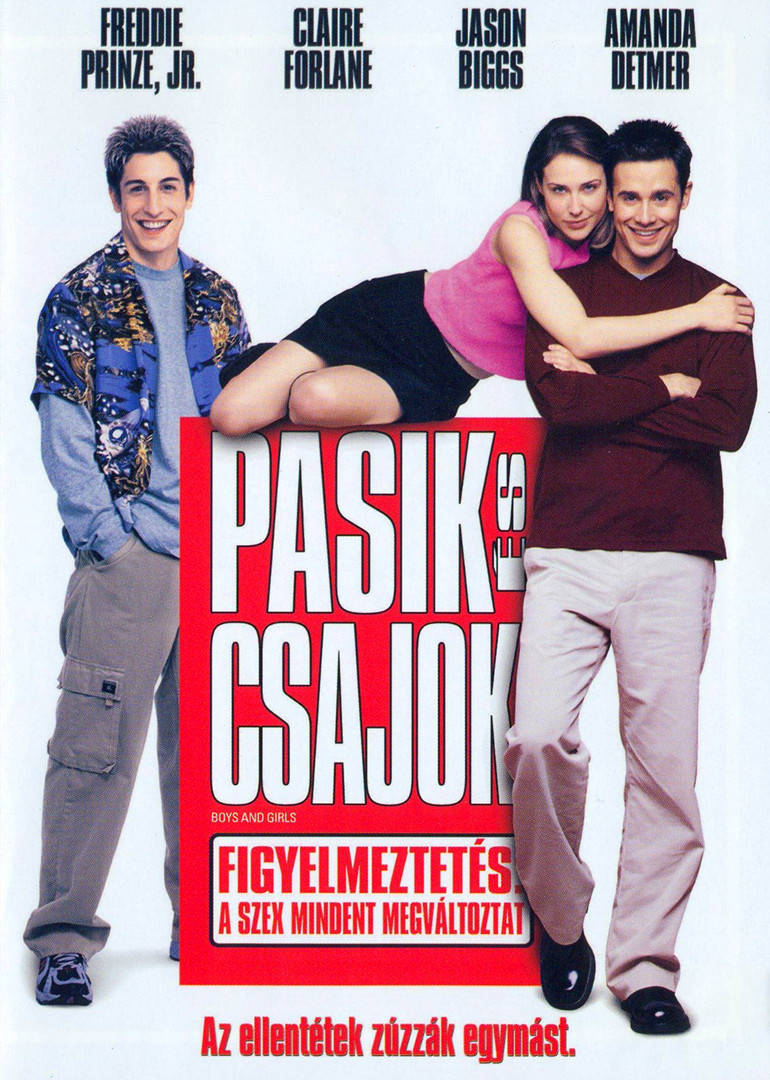 FREDDIE PRINZE, JR.
CLAIRE FORLANE
JASON BIGGS
AMANDA DETMER
PASIK ÉS
CSAJOK
BOYS AND GIRLS
FIGYELMEZTETÉS:
A SZEX MINDENT MEGVÁLTOZTAT
Az ellentétek zúzzák egymást.